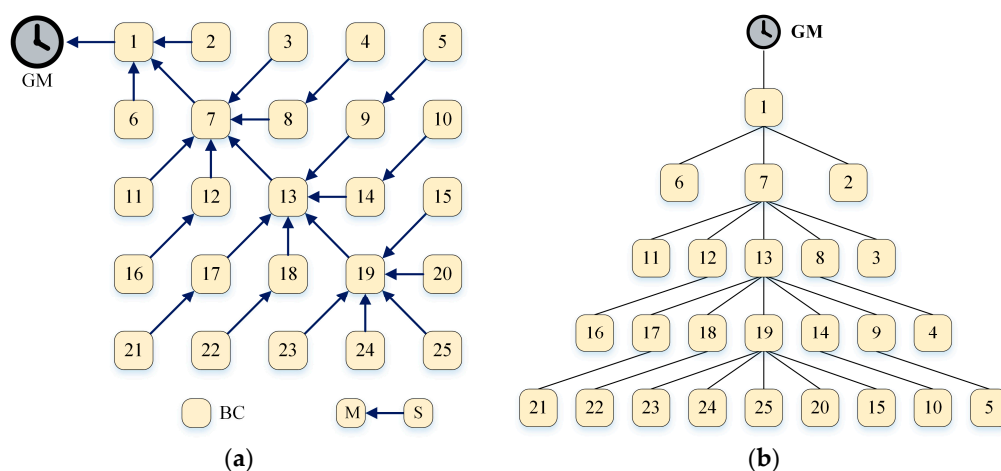 1 2 3 4 5
GM
6 7 8 9 10
11 12 13 14 15
16 17 18 19 20
21 22 23 24 25
BC M S
(a)
GM
1
6 7 2
11 12 13 8 3
16 17 18 19 14 9 4
21 22 23 24 25 20 15 10 5
(b)